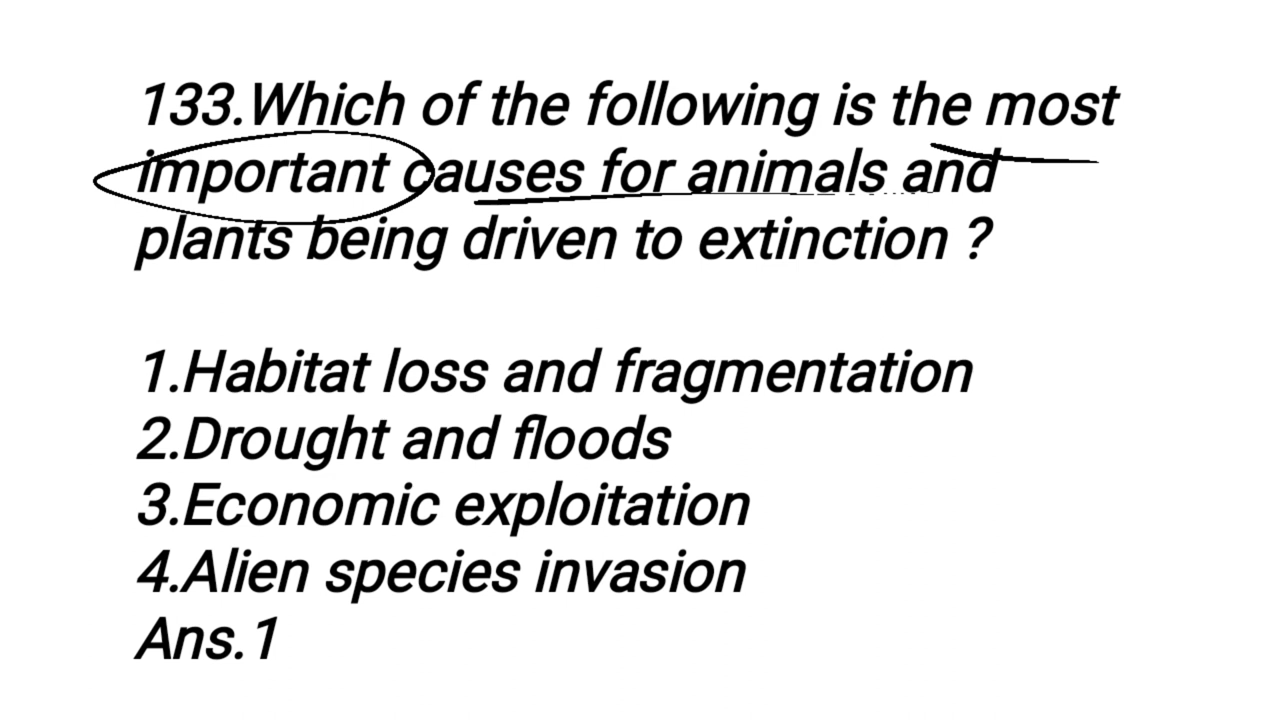 133.Which of the following is the most
important causes for animals and
plants being driven to extinction ?
1.Habitat loss and fragmentation
2.Drought and floods
3.Economic exploitation
4.Alien species invasion
Ans.1